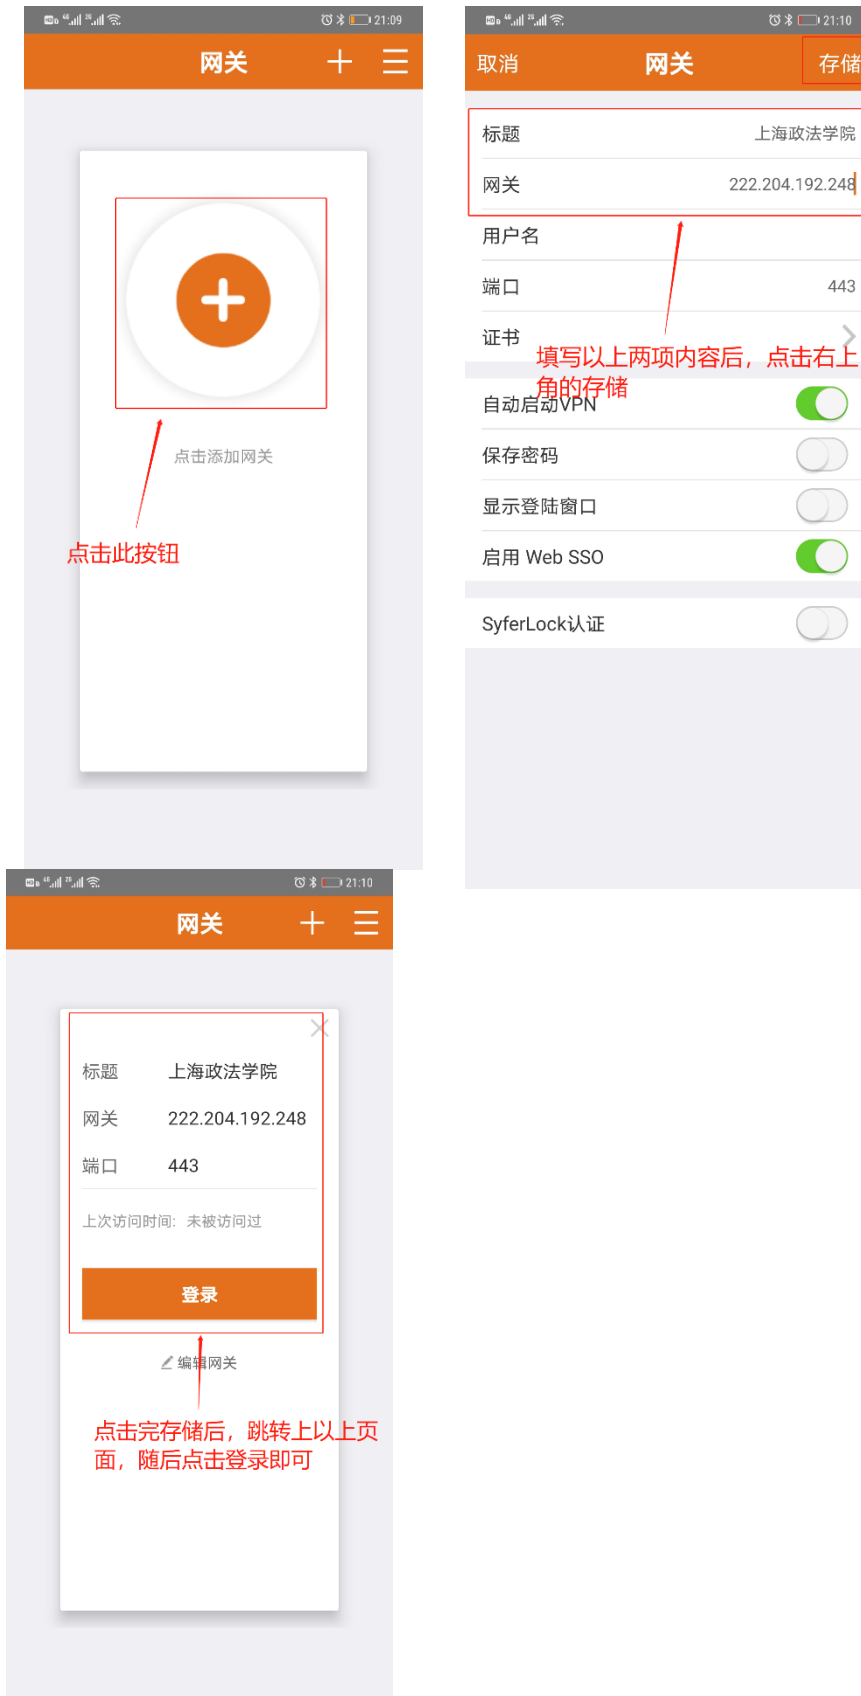 21:09
网关
点击添加网关
点击此按钮
21:10
取消
网关
存储
标题
上海政法学院
网关
222.204.192.248
用户名
端口
443
证书
填写以上两项内容后，点击右上
角的存储
自动启动VPN
保存密码
显示登陆窗口
启用 Web SSO
SyferLock认证
21:10
网关
标题 上海政法学院
网关 222.204.192.248
端口 443
上次访问时间: 未被访问过
登录
编辑网关
点击完存储后，跳转上以上页
面，随后点击登录即可